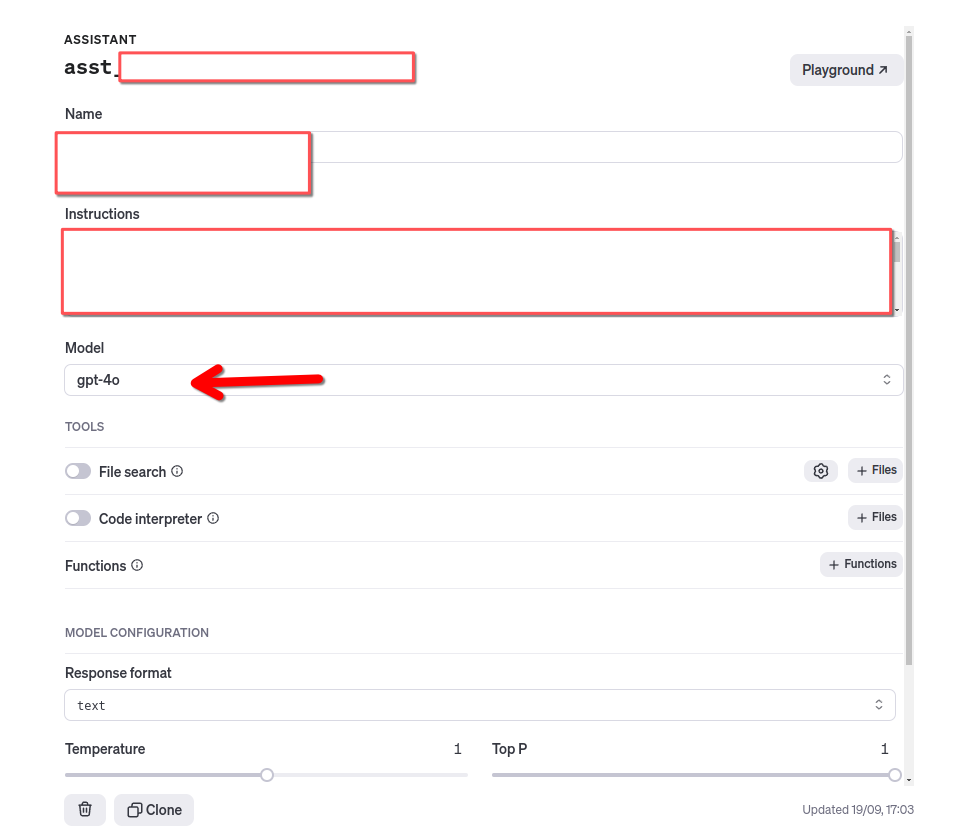 ASSISTANT
asst_
Playground ↗
Name
Instructions
Model
gpt-4o
TOOLS
File search
+ Files
Code interpreter
+ Files
Functions
+ Functions
MODEL CONFIGURATION
Response format
text
Temperature 1
Top P 1
Clone
Updated 19/09, 17:03